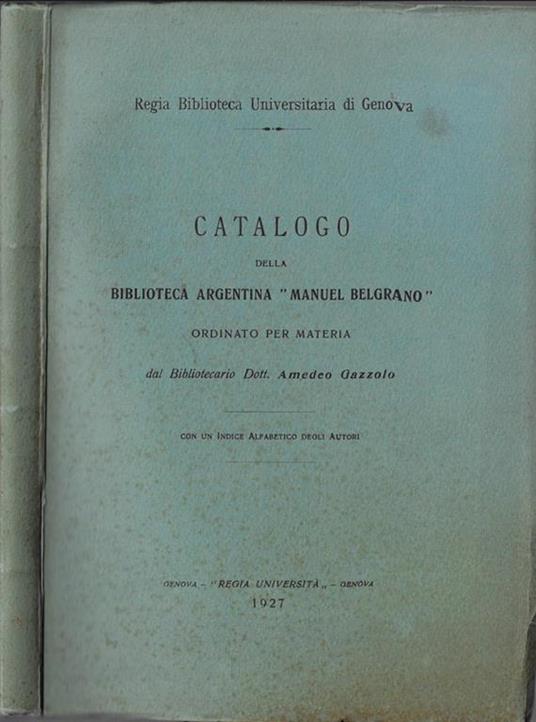 Regia Biblioteca Universitaria di Genova
CATALOGO
DELLA
BIBLIOTECA ARGENTINA "MANUEL BELGRANO"
ORDINATO PER MATERIA
dal Bibliotecario Dott. Amedeo Gazzolo
CON UN INDICE ALFABETICO DEGLI AUTORI
GENOVA - "REGIA UNIVERSITÀ„ - GENOVA
1927